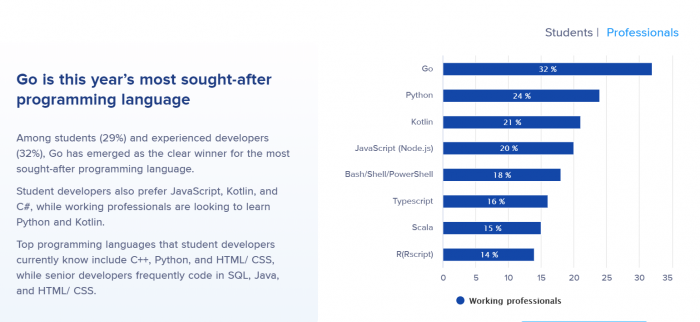 Students | Professionals
Go is this year's most sought-after
programming language
Among students (29%) and experienced developers
(32%), Go has emerged as the clear winner for the most
sought-after programming language.
Student developers also prefer JavaScript, Kotlin, and
C#, while working professionals are looking to learn
Python and Kotlin.
Top programming languages that student developers
currently know include C++, Python, and HTML/ CSS,
while senior developers frequently code in SQL, Java,
and HTML/ CSS.
Go 32 %
Python 24 %
Kotlin 21 %
JavaScript (Node.js) 20 %
Bash/Shell/PowerShell 18 %
Typescript 16 %
Scala 15 %
R(Rscript) 14 %
0 5 10 15 20 25 30 35
Working professionals